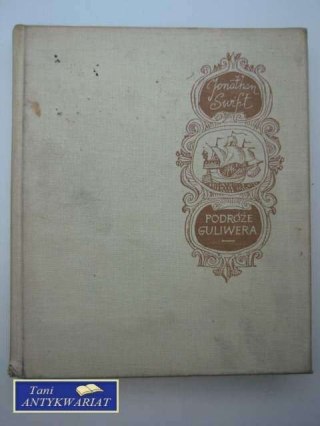 Jonathan
Swift
PODRÓŻE
GULIWERA
Tani
ANTYKWARIAT